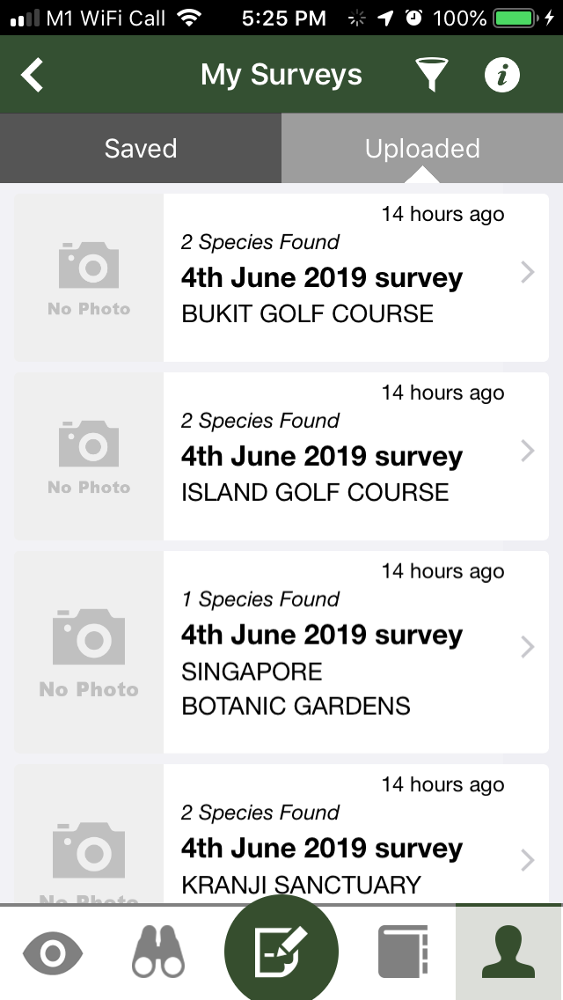 M1 WiFi Call 5:25 PM 100%
My Surveys i
Saved Uploaded
14 hours ago
2 Species Found
4th June 2019 survey
BUKIT GOLF COURSE
No Photo
14 hours ago
2 Species Found
4th June 2019 survey
ISLAND GOLF COURSE
No Photo
14 hours ago
1 Species Found
4th June 2019 survey
SINGAPORE
BOTANIC GARDENS
No Photo
14 hours ago
2 Species Found
4th June 2019 survey
KRANJI SANCTUARY
No Photo